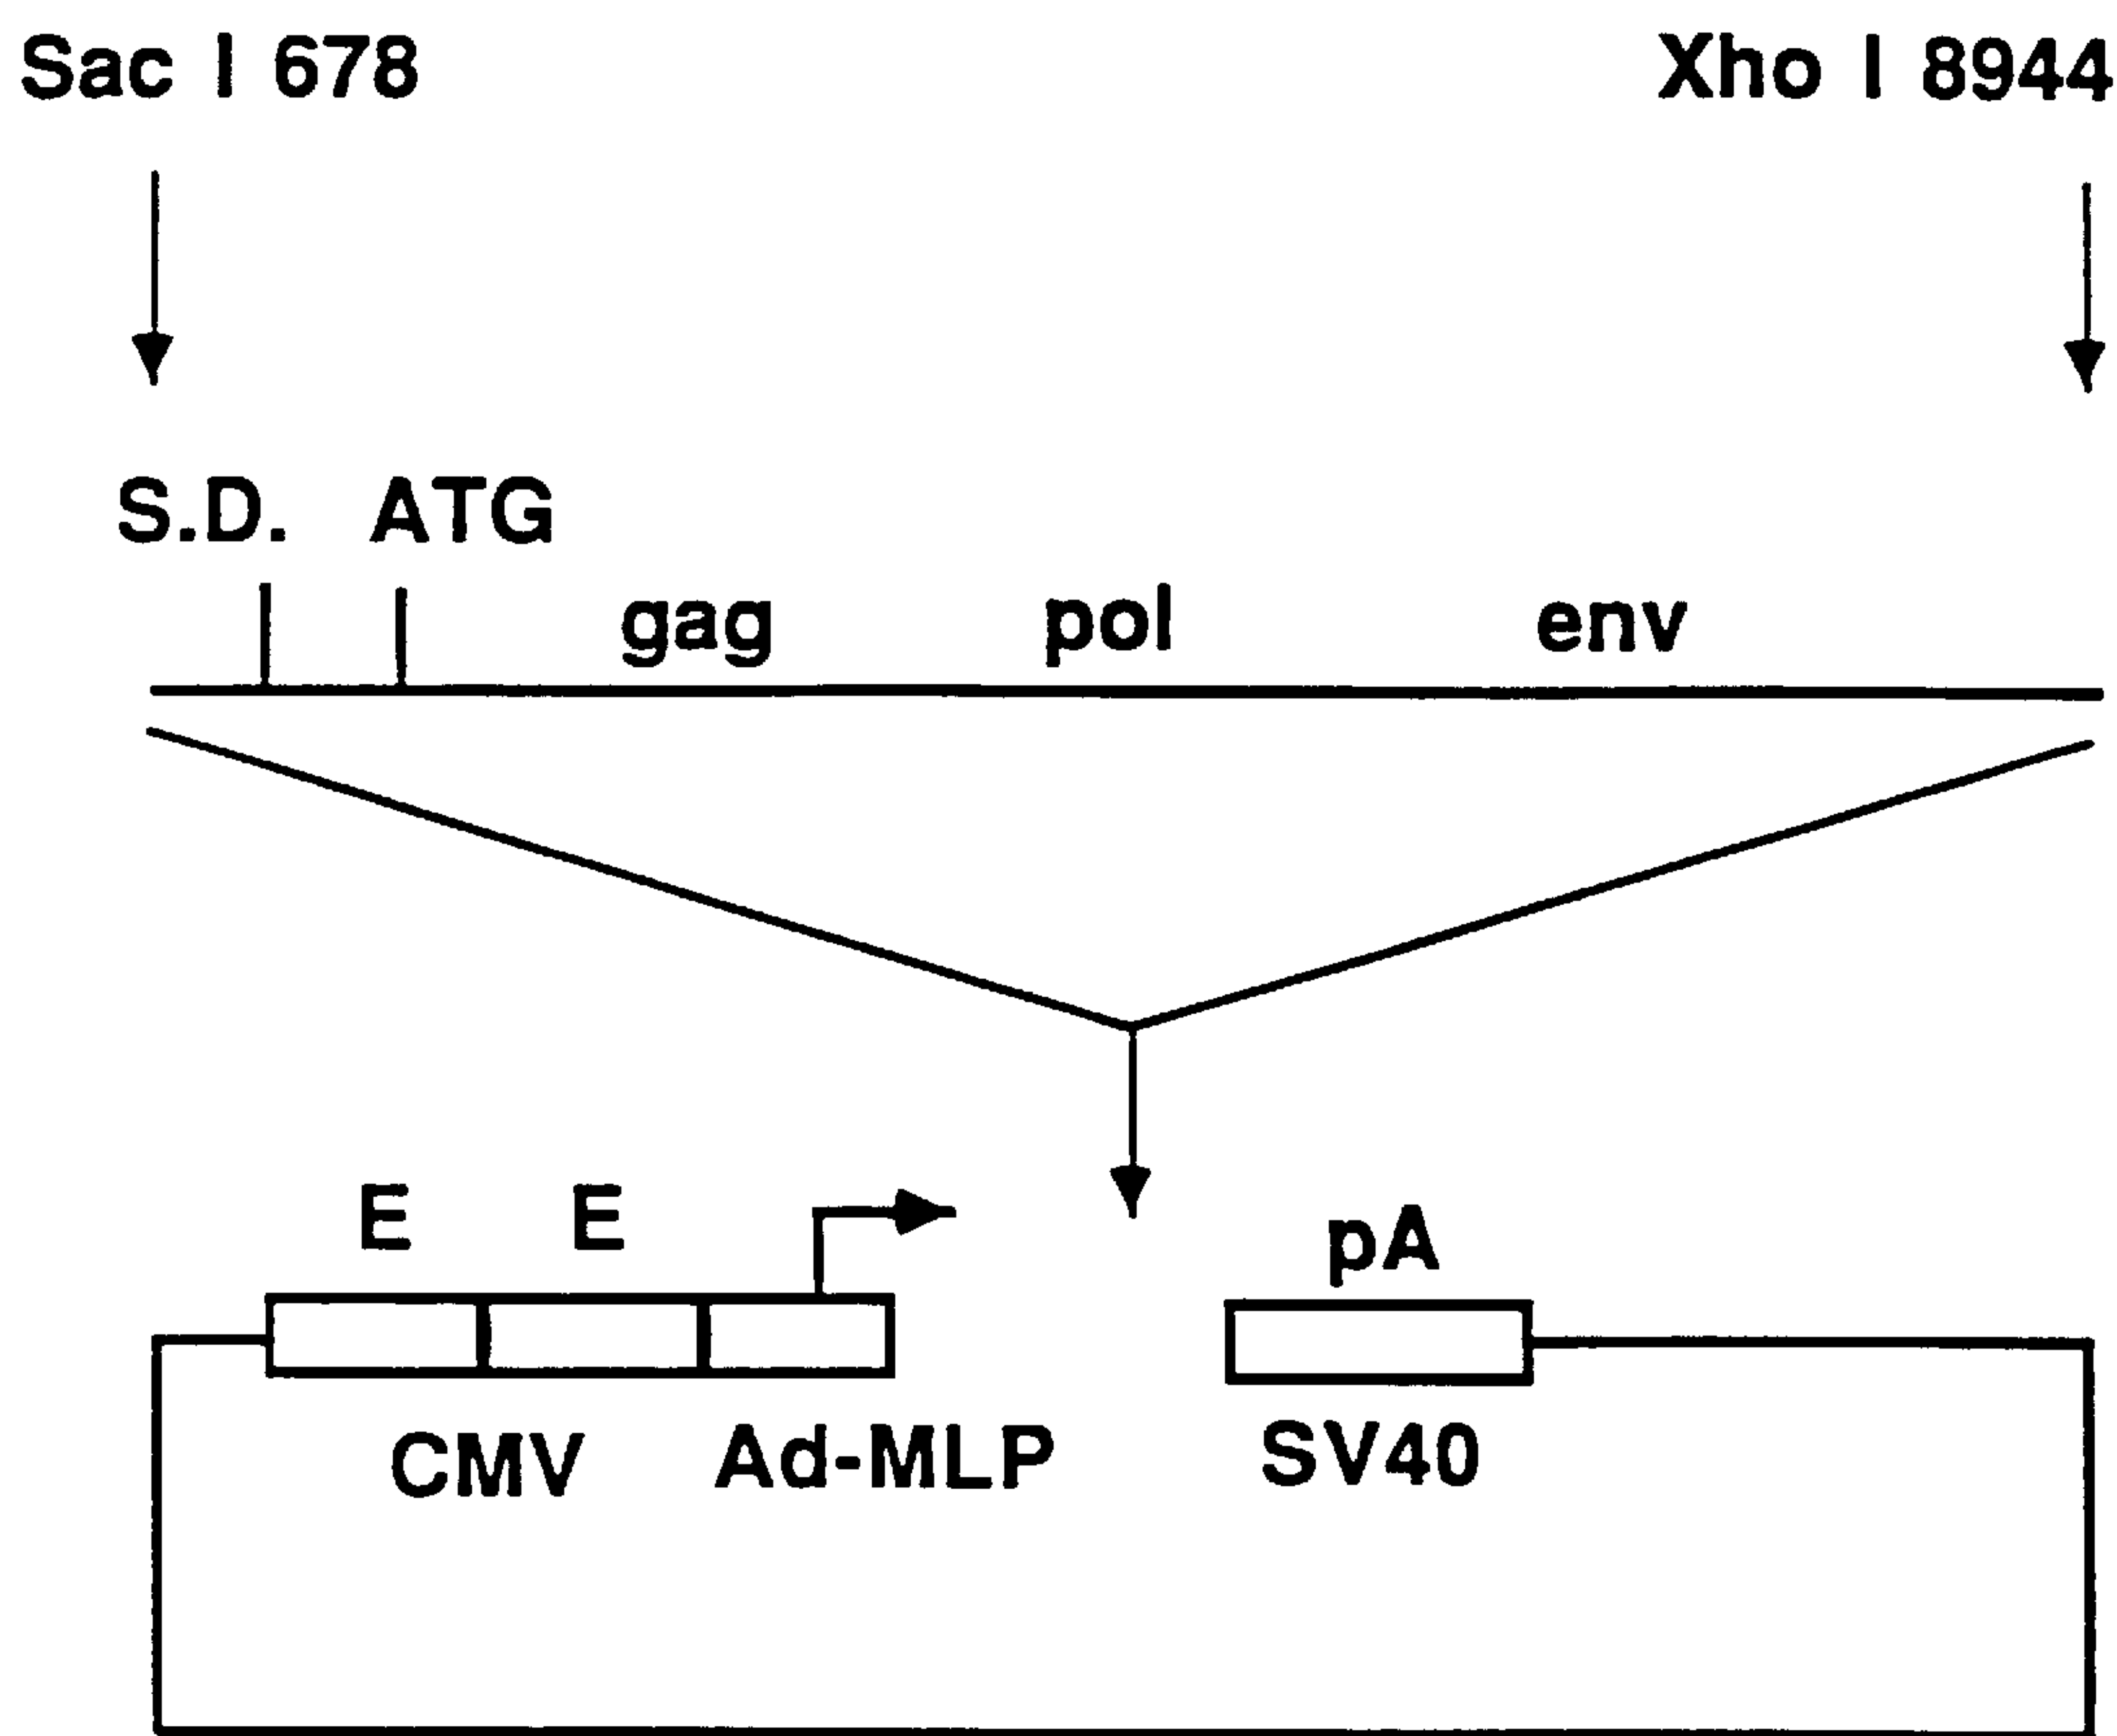 Sac I 678 Xho I 8944
S.D. ATG
gag pol env
E E pA
CMV Ad-MLP SV40